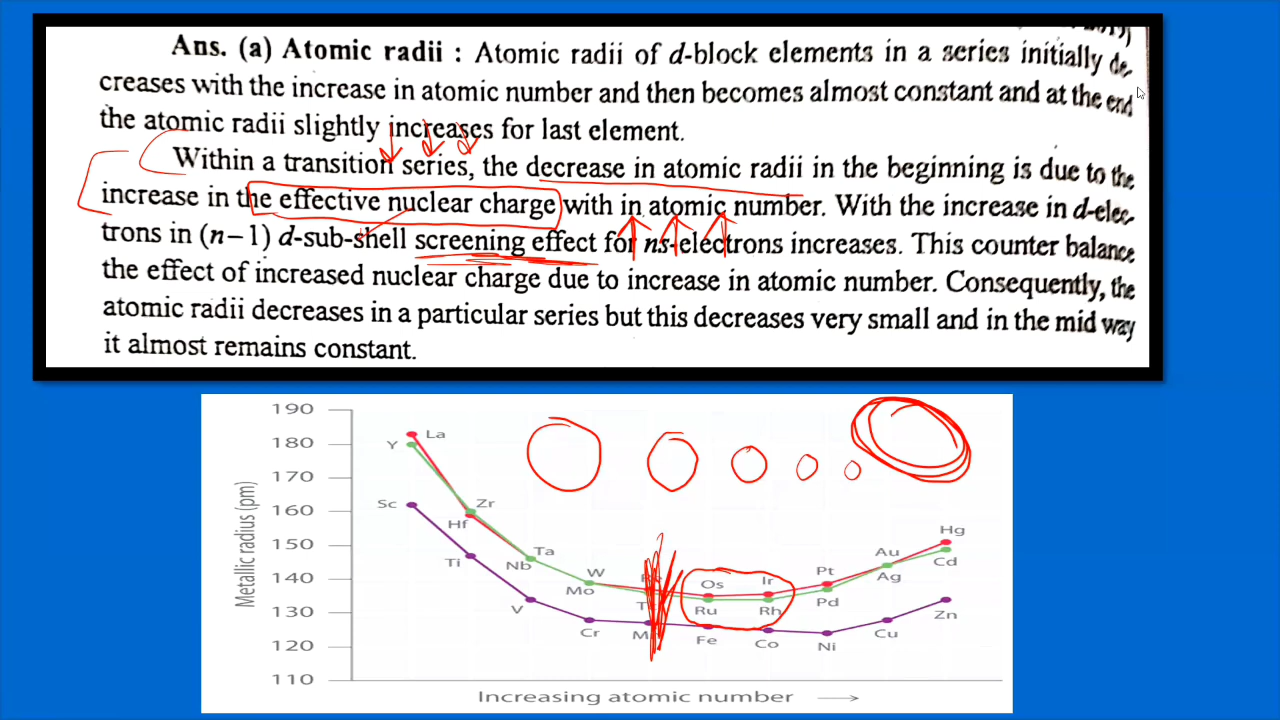 Ans. (a) Atomic radii : Atomic radii of d-block elements in a series initially de-
creases with the increase in atomic number and then becomes almost constant and at the end
the atomic radii slightly increases for last element.
Within a transition series, the decrease in atomic radii in the beginning is due to the
increase in the effective nuclear charge with in atomic number. With the increase in d-elec-
trons in (n−1) d-sub-shell screening effect for ns-electrons increases. This counter balance
the effect of increased nuclear charge due to increase in atomic number. Consequently, the
atomic radii decreases in a particular series but this decreases very small and in the mid way
it almost remains constant.
190
180
170
160
150
140
130
120
110
Metallic radius (pm)
La
Y
Sc
Zr
Hf
Ti
Ta
Nb
V
W
Mo
Cr
Os
Ru
Fe
Ir
Rh
Co
Pt
Pd
Ni
Au
Ag
Cu
Hg
Cd
Zn
Increasing atomic number